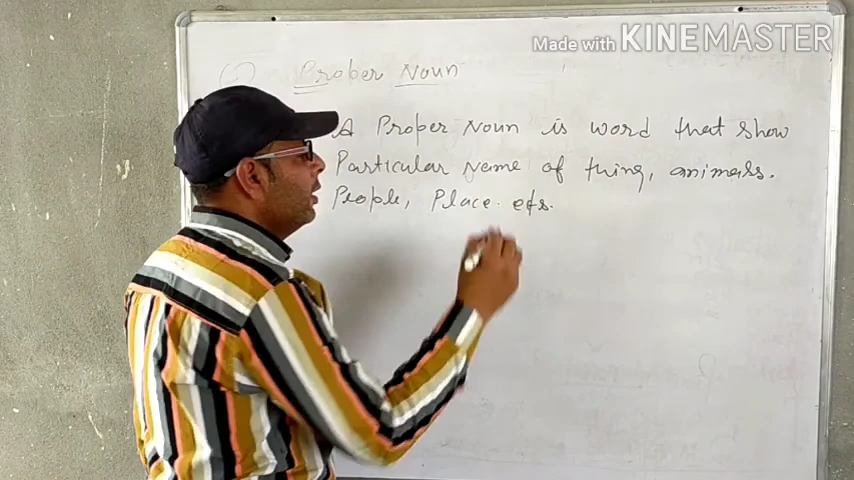 Made with KINEMASTER
② Proper Noun
A Proper Noun is word that show
Particular Name of thing, animals.
People, Place. ets.